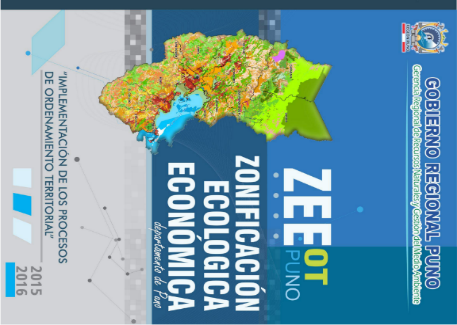 GOBIERNO REGIONAL PUNO
Gerencia Regional de Recursos Naturales y Gestión del Medio Ambiente
ZEE OT
PUNO
ZONIFICACIÓN
ECOLÓGICA
ECONÓMICA
departamento de Puno
"IMPLEMENTACIÓN DE LOS PROCESOS
DE ORDENAMIENTO TERRITORIAL"
2015
2016